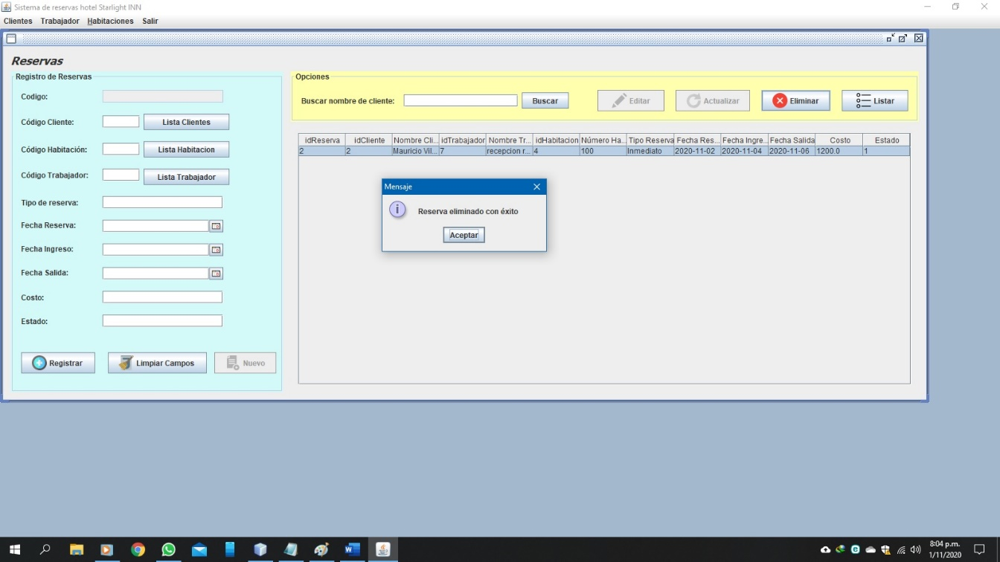 Sistema de reservas hotel Starlight INN
Clientes Trabajador Habitaciones Salir
Reservas
Registro de Reservas
Codigo:
Código Cliente: Lista Clientes
Código Habitación: Lista Habitacion
Código Trabajador: Lista Trabajador
Tipo de reserva:
Fecha Reserva:
Fecha Ingreso:
Fecha Salida:
Costo:
Estado:
Registrar Limpiar Campos Nuevo
Opciones
Buscar nombre de cliente: Buscar Editar Actualizar Eliminar Listar
idReserva idCliente Nombre Cli... idTrabajador Nombre Tr... idHabitacion Número Ha... Tipo Reserva Fecha Res... Fecha Ingre... Fecha Salida Costo Estado
2 2 Mauricio Vil... 7 recepcion r... 4 100 Inmediato 2020-11-02 2020-11-04 2020-11-06 1200.0 1
Mensaje
Reserva eliminado con éxito
Aceptar
8:04 p.m.
1/11/2020